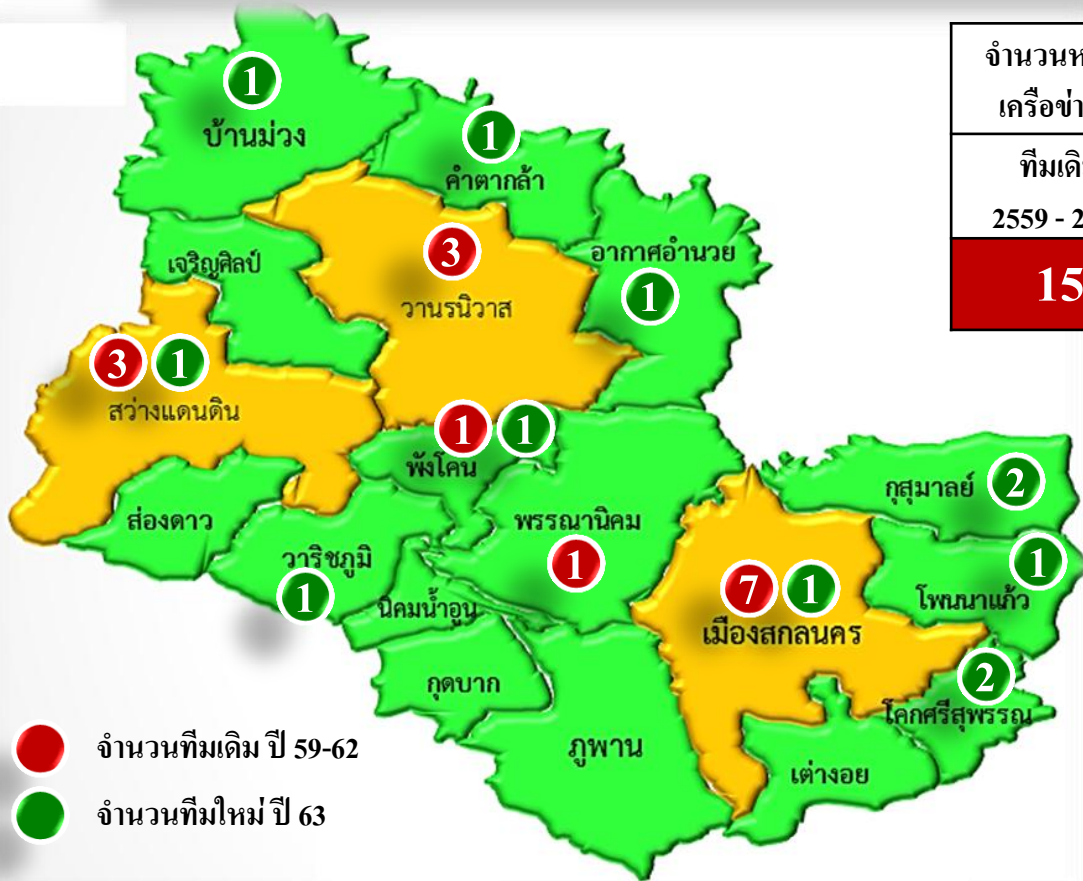 จำนวนห
เครือข่า
ทีมเดิ
2559 - 2
15
1
บ้านม่วง
1
คำตากล้า
3
วานรนิวาส
อากาศอำนวย
1
เจริญศิลป์
3 1
สว่างแดนดิน
1 1
พังโคน
ส่องดาว
วาริชภูมิ
1
พรรณานิคม
1
นิคมน้ำอูน
กุดบาก
ภูพาน
7 1
เมืองสกลนคร
กุสุมาลย์ 2
1
โพนนาแก้ว
2
โคกศรีสุพรรณ
เต่างอย
จำนวนทีมเดิม ปี 59-62
จำนวนทีมใหม่ ปี 63